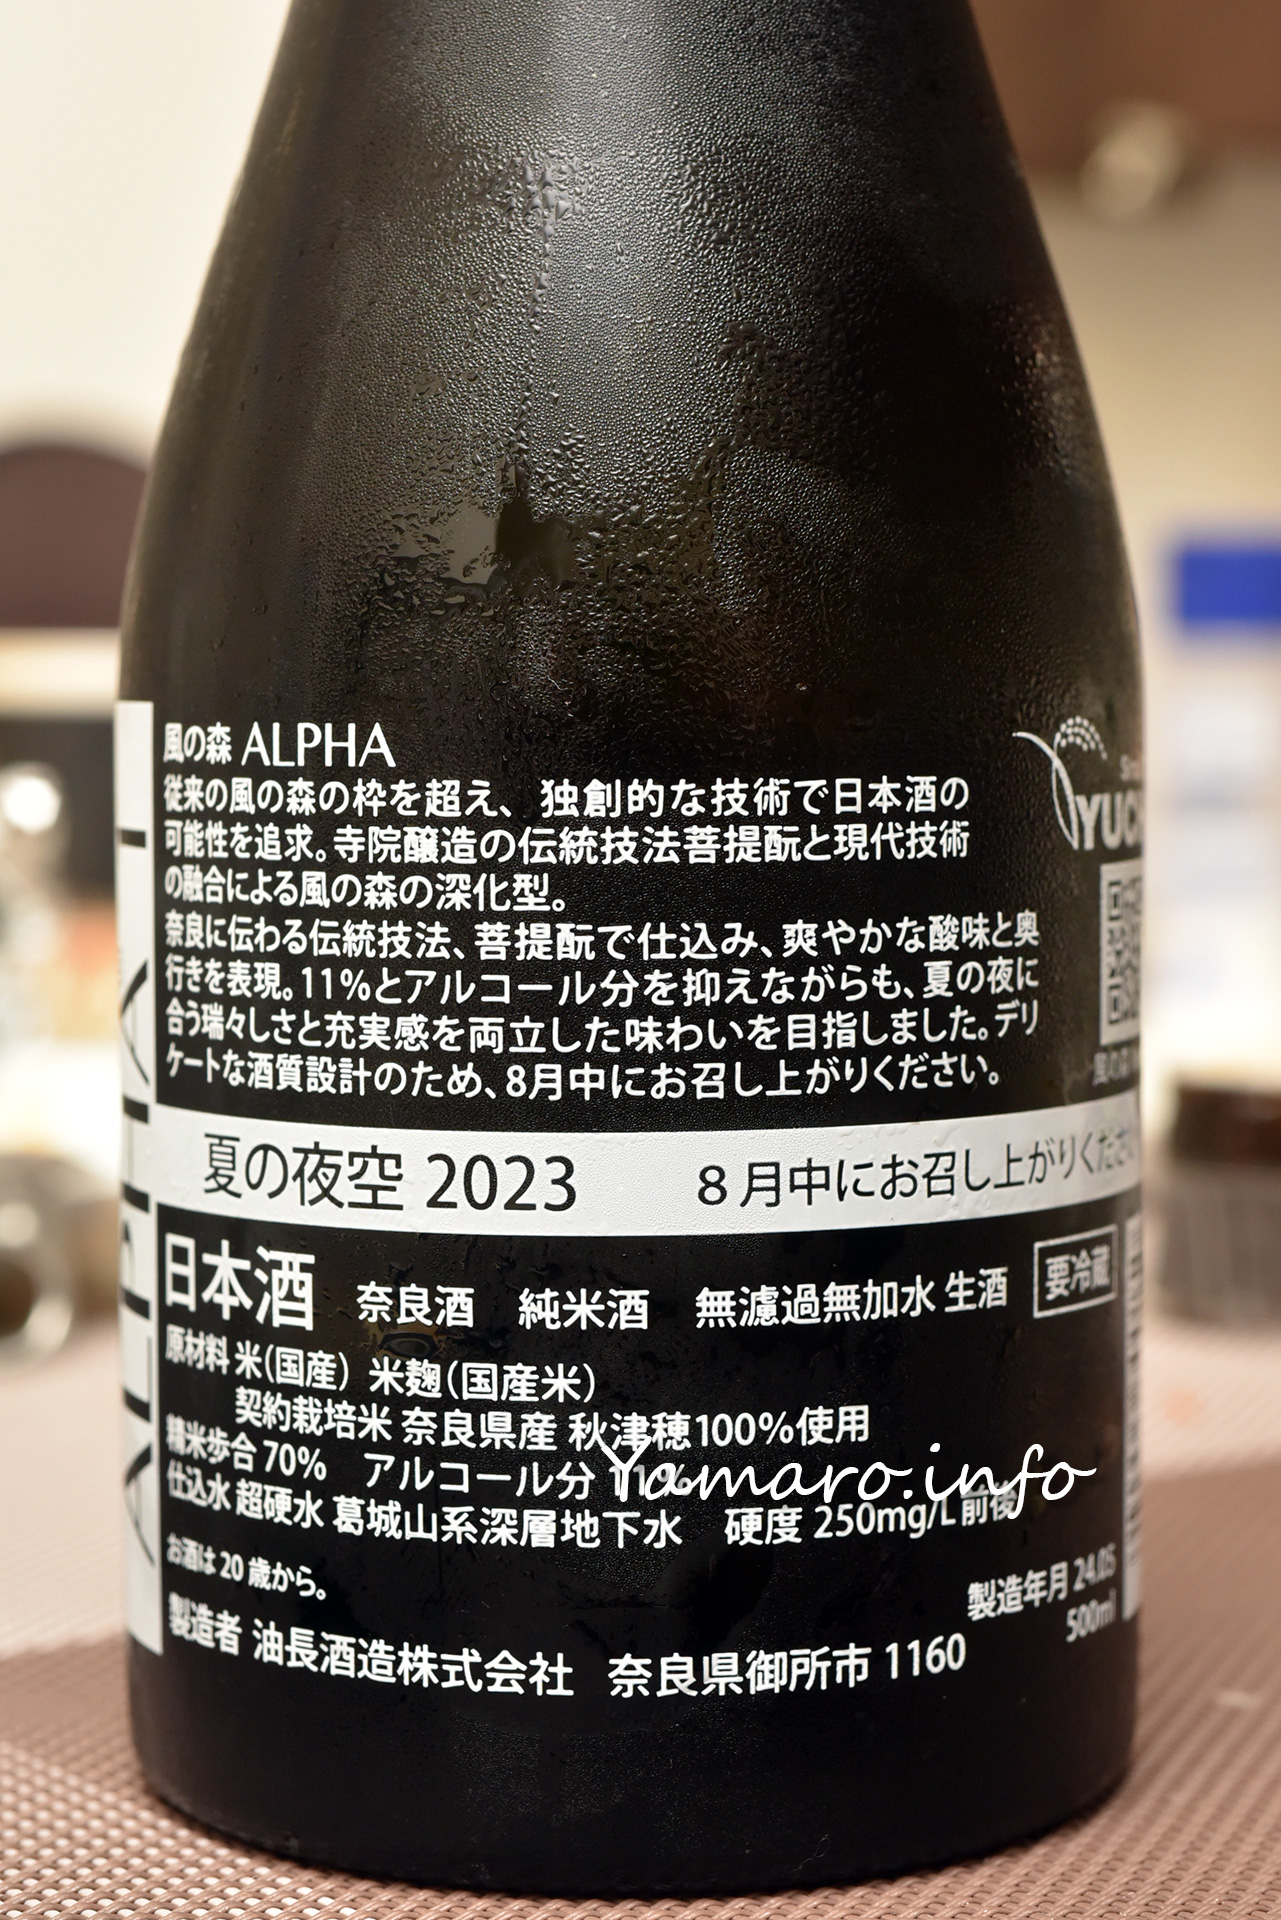 風の森 ALPHA
従来の風の森の枠を超え、独創的な技術で日本酒の
可能性を追求。寺院醸造の伝統技法菩提酛と現代技術
の融合による風の森の深化型。
奈良に伝わる伝統技法、菩提酛で仕込み、爽やかな酸味と奥
行きを表現。11%とアルコール分を抑えながらも、夏の夜に
合う瑞々しさと充実感を両立した味わいを目指しました。デリ
ケートな酒質設計のため、8月中にお召し上がりください。
夏の夜空 2023 8月中にお召し上がりください
日本酒 奈良酒 純米酒 無濾過無加水 生酒 要冷蔵
原材料 米(国産) 米麹(国産米)
契約栽培米 奈良県産 秋津穂100%使用
精米歩合 70% アルコール分 11%
仕込水 超硬水 葛城山系深層地下水 硬度 250mg/L前後
お酒は20歳から。
製造年月 24.05
500ml
製造者 油長酒造株式会社 奈良県御所市 1160
ALPHA 1
Yamaro.info